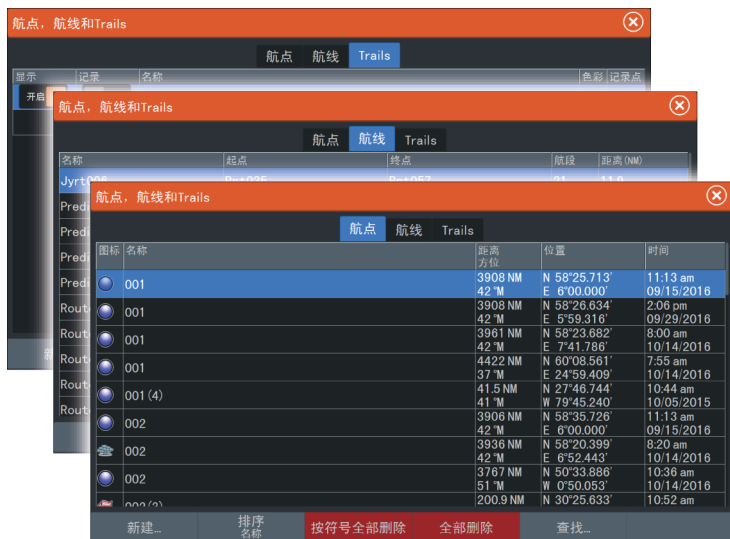 航点，航线和Trails
航点 航线 Trails
显示 记录 名称 色彩 记录点
开启
航点，航线和Trails
航点 航线 Trails
名称 起点 终点 航段 距离(NM)
Predi
Predi
Predi
Predi
Rout
Rout
Rout
Rout
Rout
航点，航线和Trails
航点 航线 Trails
图标 名称 距离 位置 时间
方位
001 3908 NM N 58°25.713' 11:13 am
42 °M E 6°00.000' 09/15/2016
001 3908 NM N 58°26.634' 2:06 pm
42 °M E 5°59.316' 09/29/2016
001 3961 NM N 58°23.682' 8:00 am
42 °M E 7°41.786' 10/14/2016
001 4422 NM N 60°08.561' 7:55 am
37 °M E 24°59.409' 10/14/2016
001(4) 41.5 NM N 27°46.744' 10:44 am
41 °M W 79°45.240' 10/05/2015
002 3906 NM N 58°35.726' 11:13 am
42 °M E 6°00.000' 09/15/2016
002 3936 NM N 58°20.399' 8:20 am
42 °M E 6°52.443' 10/14/2016
002 3767 NM N 50°33.886' 10:36 am
51 °M W 0°50.053' 10/14/2016
002(3) 200.9 NM N 30°25.633' 10:52 am
新建… 排序 按符号全部删除 全部删除 查找…
名称